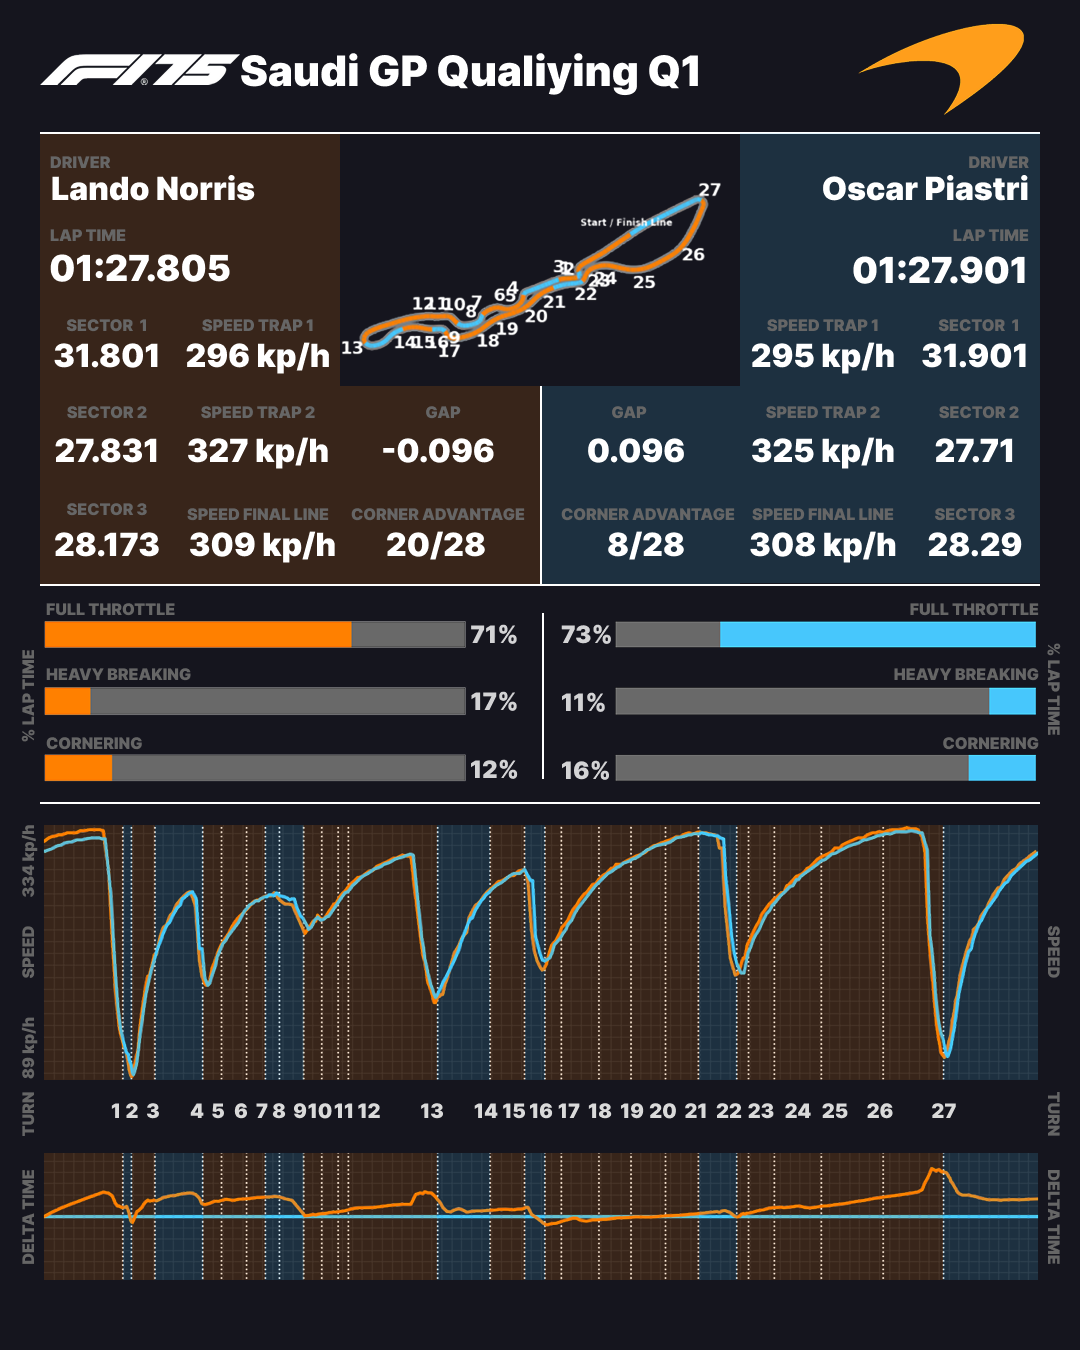 F1® 75 Saudi GP Qualiying Q1
DRIVER
Lando Norris
LAP TIME
01:27.805
SECTOR 1
SPEED TRAP 1
31.801
296 kp/h
SECTOR 2
SPEED TRAP 2
GAP
27.831
327 kp/h
-0.096
SECTOR 3
SPEED FINAL LINE
CORNER ADVANTAGE
28.173
309 kp/h
20/28
Start / Finish Line
27
26
25
24
22
21
20
19
18
17
16
15
14
13
12
11
10
9
8
7
6
5
4
3
DRIVER
Oscar Piastri
LAP TIME
01:27.901
SPEED TRAP 1
SECTOR 1
295 kp/h
31.901
GAP
SPEED TRAP 2
SECTOR 2
0.096
325 kp/h
27.71
CORNER ADVANTAGE
SPEED FINAL LINE
SECTOR 3
8/28
308 kp/h
28.29
% LAP TIME
FULL THROTTLE
71%
HEAVY BREAKING
17%
CORNERING
12%
FULL THROTTLE
73%
HEAVY BREAKING
11%
CORNERING
16%
% LAP TIME
334 kp/h
SPEED
89 kp/h
SPEED
TURN
1 2 3 4 5 6 7 8 9 10 11 12 13 14 15 16 17 18 19 20 21 22 23 24 25 26 27
TURN
DELTA TIME
DELTA TIME